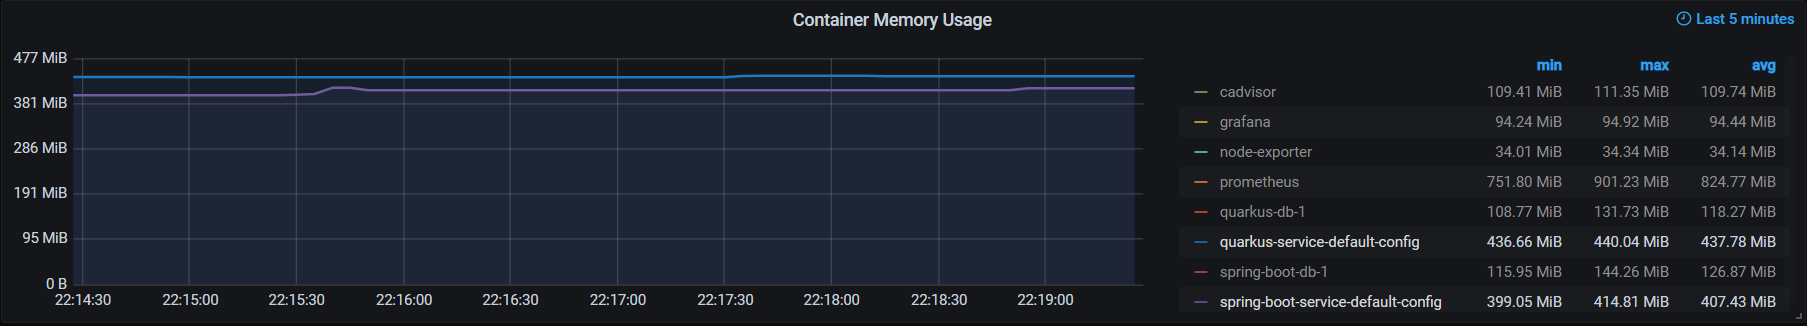 Container Memory Usage
Last 5 minutes
477 MiB
381 MiB
286 MiB
191 MiB
95 MiB
0 B
22:14:30 22:15:00 22:15:30 22:16:00 22:16:30 22:17:00 22:17:30 22:18:00 22:18:30 22:19:00
min max avg
cadvisor 109.41 MiB 111.35 MiB 109.74 MiB
grafana 94.24 MiB 94.92 MiB 94.44 MiB
node-exporter 34.01 MiB 34.34 MiB 34.14 MiB
prometheus 751.80 MiB 901.23 MiB 824.77 MiB
quarkus-db-1 108.77 MiB 131.73 MiB 118.27 MiB
quarkus-service-default-config 436.66 MiB 440.04 MiB 437.78 MiB
spring-boot-db-1 115.95 MiB 144.26 MiB 126.87 MiB
spring-boot-service-default-config 399.05 MiB 414.81 MiB 407.43 MiB